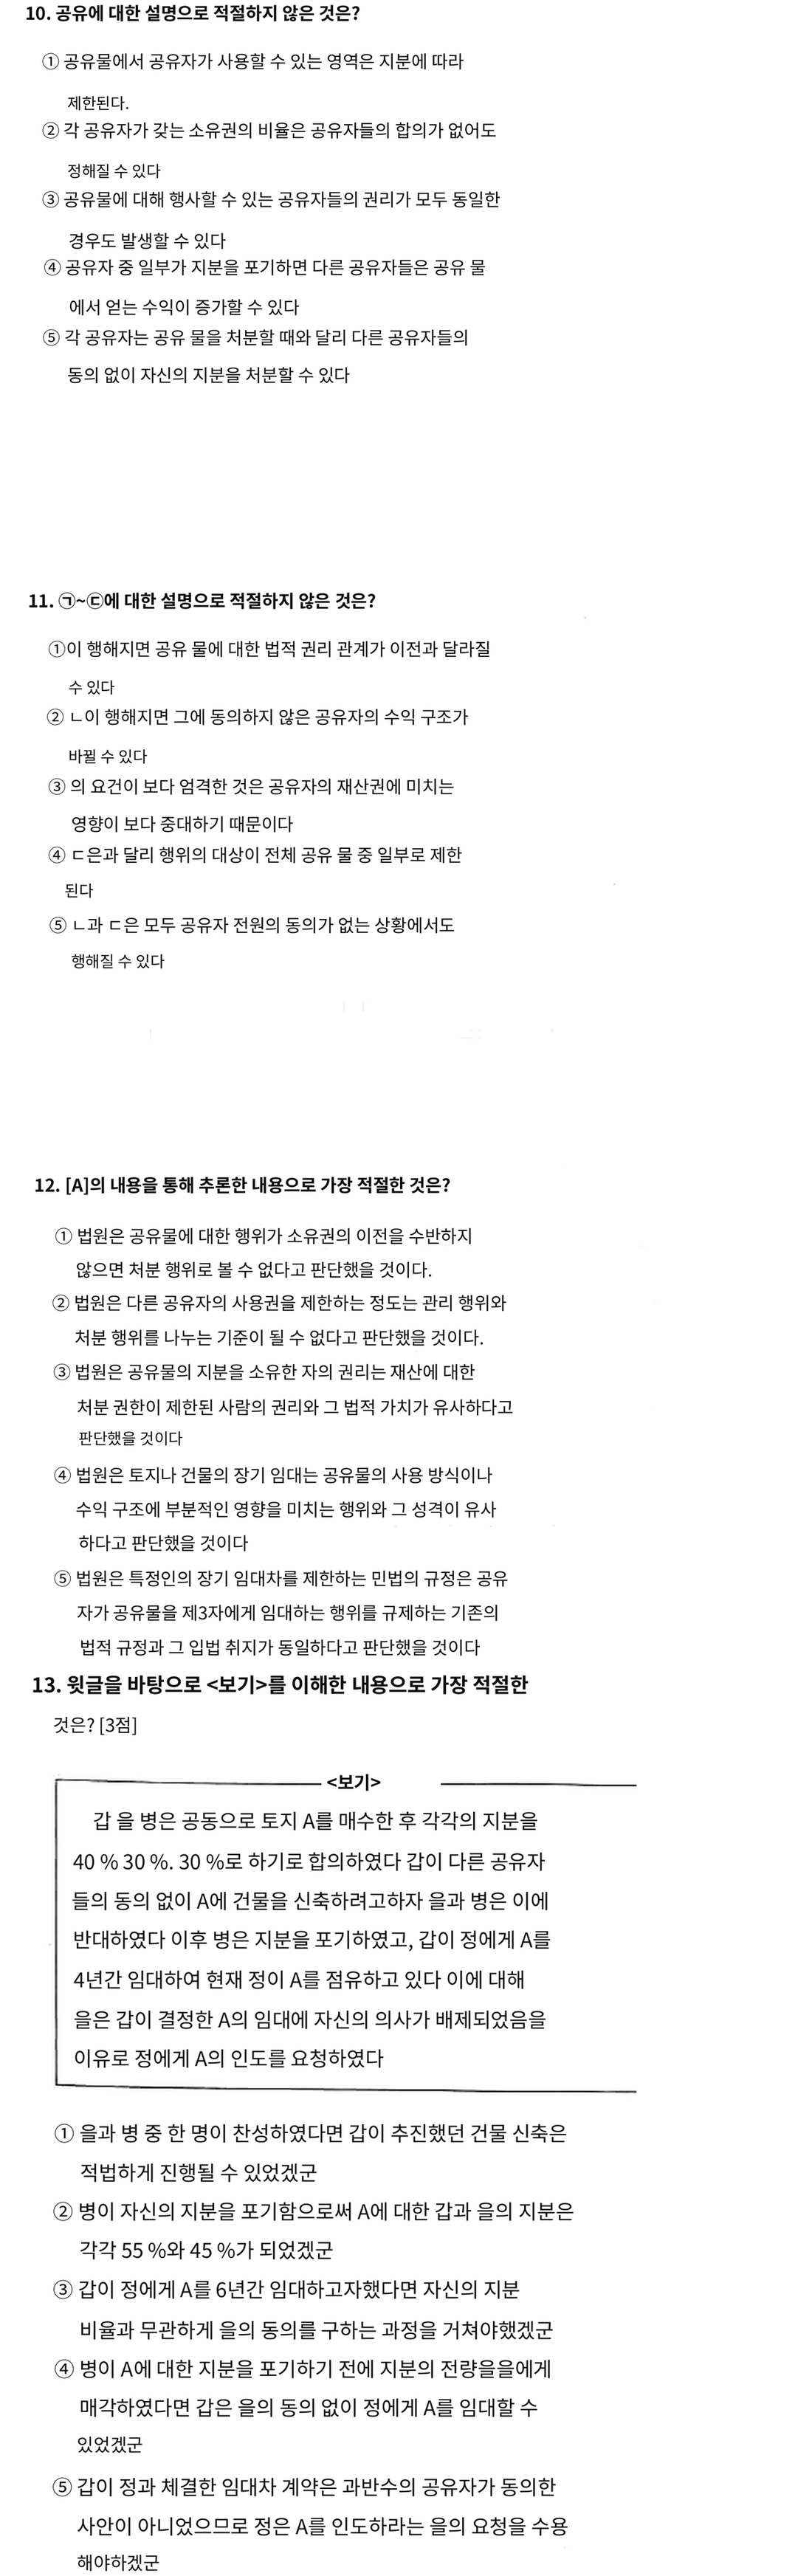 10. 공유에 대한 설명으로 적절하지 않은 것은?
① 공유물에서 공유자가 사용할 수 있는 영역은 지분에 따라
제한된다.
② 각 공유자가 갖는 소유권의 비율은 공유자들의 합의가 없어도
정해질 수 있다
③ 공유물에 대해 행사할 수 있는 공유자들의 권리가 모두 동일한
경우도 발생할 수 있다
④ 공유자 중 일부가 지분을 포기하면 다른 공유자들은 공유 물
에서 얻는 수익이 증가할 수 있다
⑤ 각 공유자는 공유 물을 처분할 때와 달리 다른 공유자들의
동의 없이 자신의 지분을 처분할 수 있다
11. ㉠~㉢에 대한 설명으로 적절하지 않은 것은?
①이 행해지면 공유 물에 대한 법적 권리 관계가 이전과 달라질
수 있다
② ㄴ이 행해지면 그에 동의하지 않은 공유자의 수익 구조가
바뀔 수 있다
③ 의 요건이 보다 엄격한 것은 공유자의 재산권에 미치는
영향이 보다 중대하기 때문이다
④ ㄷ은과 달리 행위의 대상이 전체 공유 물 중 일부로 제한
된다
⑤ ㄴ과 ㄷ은 모두 공유자 전원의 동의가 없는 상황에서도
행해질 수 있다
12. [A]의 내용을 통해 추론한 내용으로 가장 적절한 것은?
① 법원은 공유물에 대한 행위가 소유권의 이전을 수반하지
않으면 처분 행위로 볼 수 없다고 판단했을 것이다.
② 법원은 다른 공유자의 사용권을 제한하는 정도는 관리 행위와
처분 행위를 나누는 기준이 될 수 없다고 판단했을 것이다.
③ 법원은 공유물의 지분을 소유한 자의 권리는 재산에 대한
처분 권한이 제한된 사람의 권리와 그 법적 가치가 유사하다고
판단했을 것이다
④ 법원은 토지나 건물의 장기 임대는 공유물의 사용 방식이나
수익 구조에 부분적인 영향을 미치는 행위와 그 성격이 유사
하다고 판단했을 것이다
⑤ 법원은 특정인의 장기 임대차를 제한하는 민법의 규정은 공유
자가 공유물을 제3자에게 임대하는 행위를 규제하는 기존의
법적 규정과 그 입법 취지가 동일하다고 판단했을 것이다
13. 윗글을 바탕으로 <보기>를 이해한 내용으로 가장 적절한
것은? [3점]
<보기>
갑 을 병은 공동으로 토지 A를 매수한 후 각각의 지분을
40 % 30 %. 30 %로 하기로 합의하였다 갑이 다른 공유자
들의 동의 없이 A에 건물을 신축하려고하자 을과 병은 이에
반대하였다 이후 병은 지분을 포기하였고, 갑이 정에게 A를
4년간 임대하여 현재 정이 A를 점유하고 있다 이에 대해
을은 갑이 결정한 A의 임대에 자신의 의사가 배제되었음을
이유로 정에게 A의 인도를 요청하였다
① 을과 병 중 한 명이 찬성하였다면 갑이 추진했던 건물 신축은
적법하게 진행될 수 있었겠군
② 병이 자신의 지분을 포기함으로써 A에 대한 갑과 을의 지분은
각각 55 %와 45 %가 되었겠군
③ 갑이 정에게 A를 6년간 임대하고자했다면 자신의 지분
비율과 무관하게 을의 동의를 구하는 과정을 거쳐야했겠군
④ 병이 A에 대한 지분을 포기하기 전에 지분의 전량을을에게
매각하였다면 갑은 을의 동의 없이 정에게 A를 임대할 수
있었겠군
⑤ 갑이 정과 체결한 임대차 계약은 과반수의 공유자가 동의한
사안이 아니었으므로 정은 A를 인도하라는 을의 요청을 수용
해야하겠군